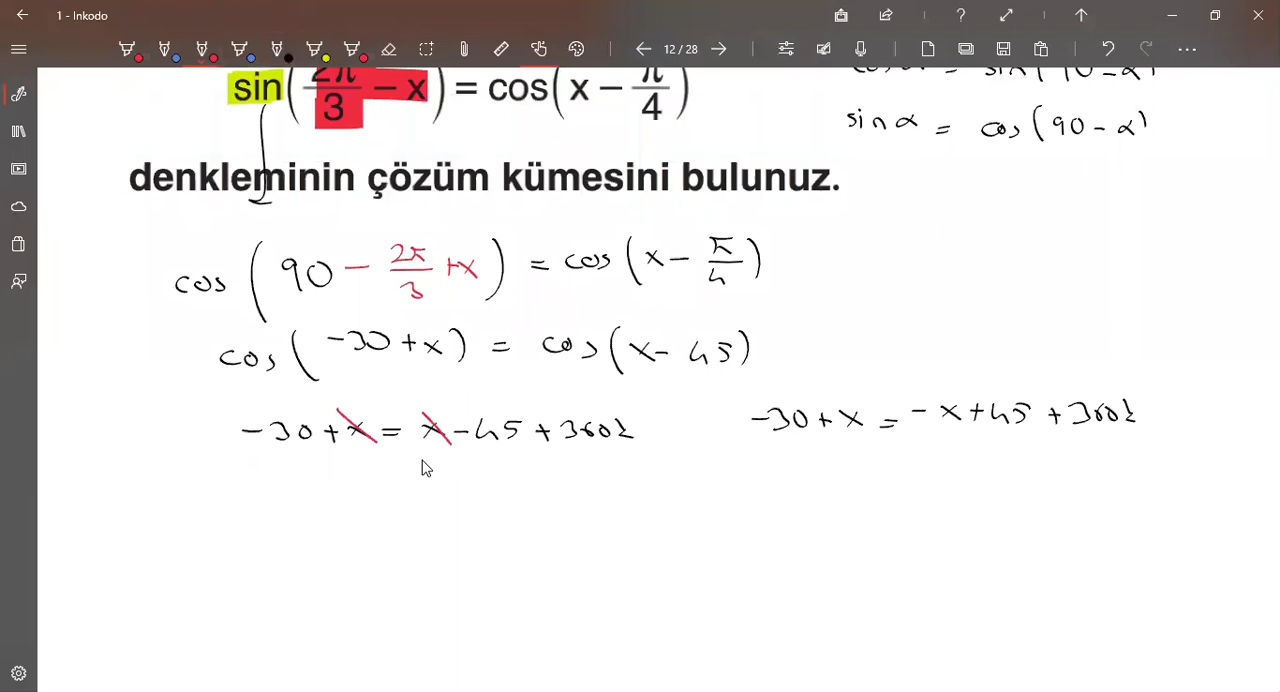 1 - Inkodo
12 / 28
sin(2π/3 − x) = cos(x − π/4)
sin α = cos(90 - α)
denkleminin çözüm kümesini bulunuz.
cos(90 - 2π/3 + x) = cos(x - π/4)
cos(-30 + x) = cos(x - 45)
-30 + x = x - 45 + 360k
-30 + x = - x + 45 + 360k